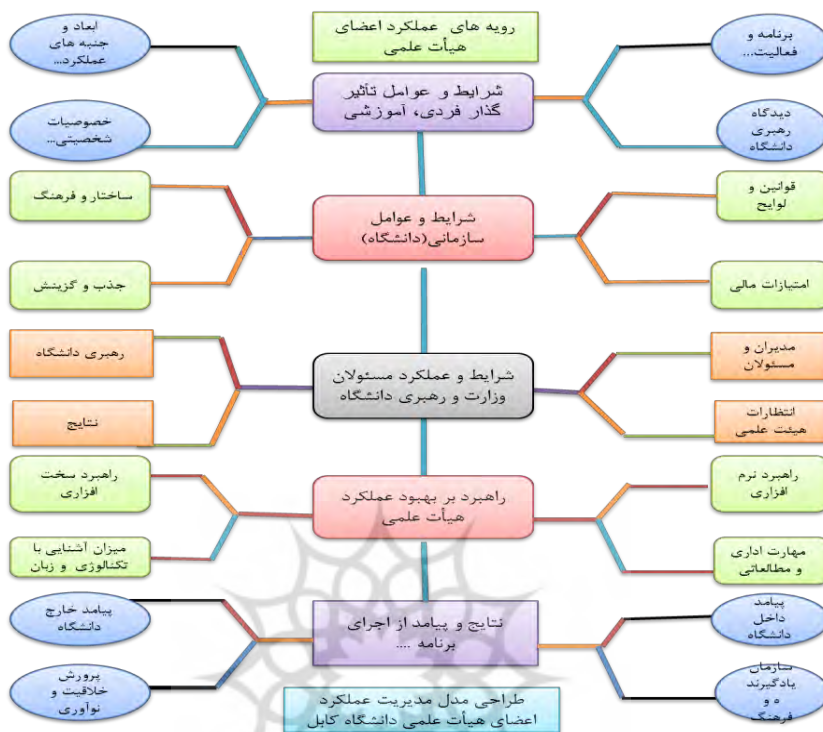 رویه های عملکرد اعضای
هیأت علمی
برنامه و
فعالیت...
ابعاد و
جنبه های
عملکرد...
شرایط و عوامل تأثیر
گذار فردی، آموزشی
دیدگاه
رهبری
دانشگاه
خصوصیات
شخصیتی...
قوانین و
لوایح
شرایط و عوامل
سازمانی(دانشگاه)
ساختار و فرهنگ
امتیازات مالی
جذب و گزینش
مدیران و
مسئولان
شرایط و عملکرد مسئولان
وزارت و رهبری دانشگاه
رهبری دانشگاه
انتظارات
هیئت علمی
نتایج
راهبرد نرم
افزاری
راهبرد بر بهبود عملکرد
هیأت علمی
راهبرد سخت
افزاری
مهارت اداری
و مطالعاتی
میزان آشنایی با
تکنالوژی و زبان
پیامد
داخل
دانشگاه
نتایج و پیامد از اجرای
برنامه ....
پیامد خارج
دانشگاه
سازمان
یادگیرند
ه و
فرهنگ
پرورش
خلاقیت و
نوآوری
طراحی مدل مدیریت عملکرد
اعضای هیأت علمی دانشگاه کابل